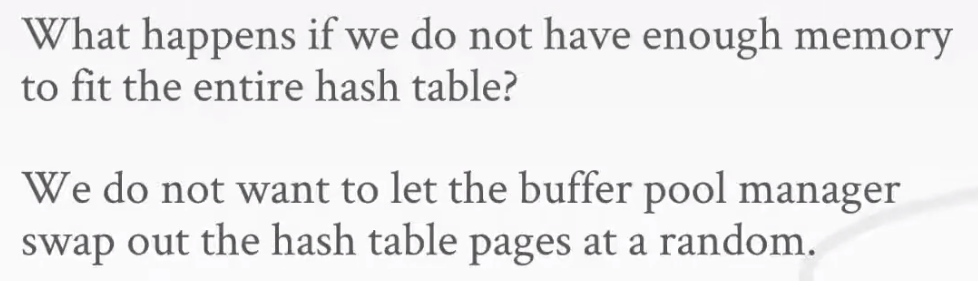 What happens if we do not have enough memory
to fit the entire hash table?
We do not want to let the buffer pool manager
swap out the hash table pages at a random.